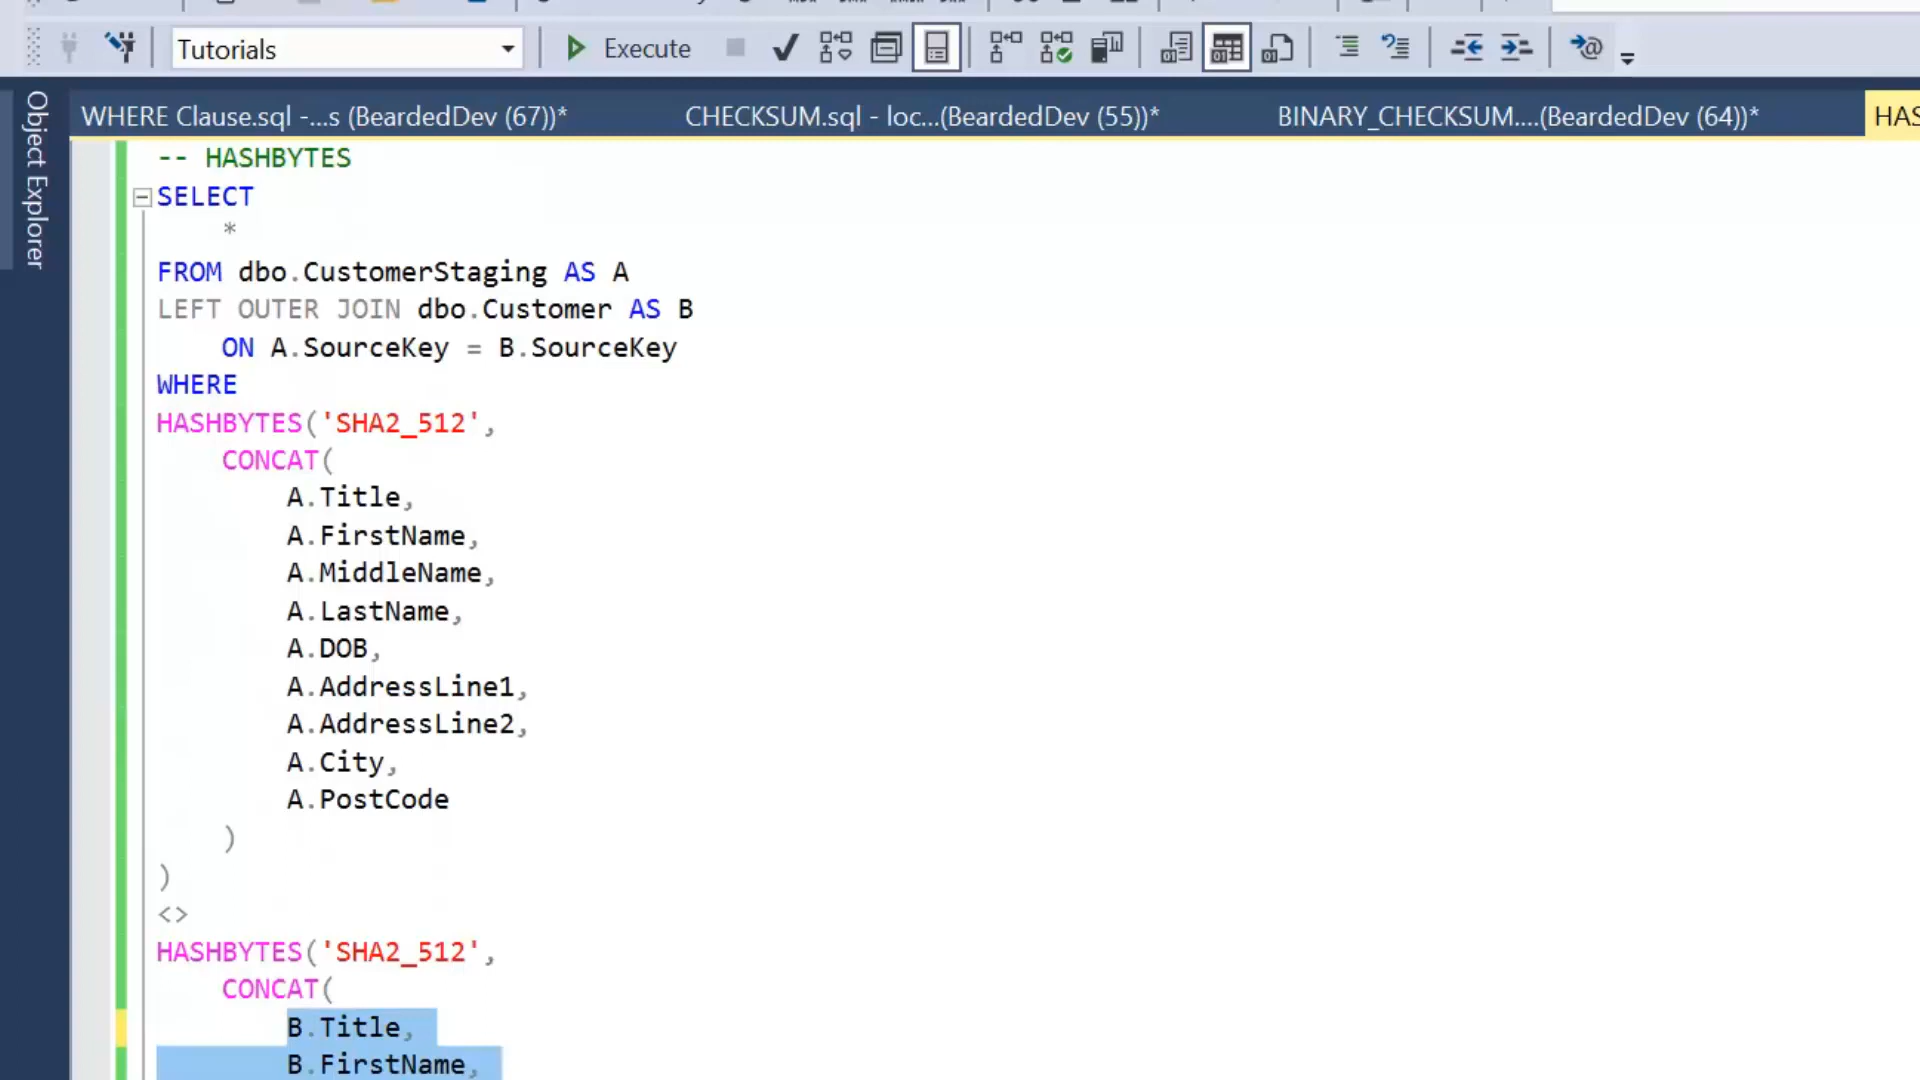 Tutorials
Execute
Object Explorer
WHERE Clause.sql -...s (BeardedDev (67))*
CHECKSUM.sql - loc...(BeardedDev (55))*
BINARY_CHECKSUM....(BeardedDev (64))*
HAS
-- HASHBYTES
SELECT
*
FROM dbo.CustomerStaging AS A
LEFT OUTER JOIN dbo.Customer AS B
ON A.SourceKey = B.SourceKey
WHERE
HASHBYTES('SHA2_512',
CONCAT(
A.Title,
A.FirstName,
A.MiddleName,
A.LastName,
A.DOB,
A.AddressLine1,
A.AddressLine2,
A.City,
A.PostCode
)
)
<>
HASHBYTES('SHA2_512',
CONCAT(
B.Title,
B.FirstName,